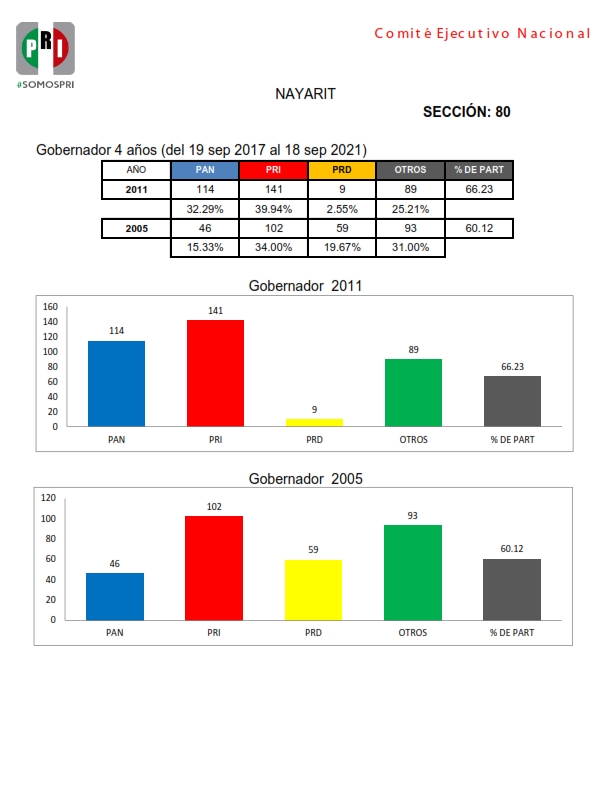 PRI
#SOMOSPRI
Comité Ejecutivo Nacional
NAYARIT
SECCIÓN: 80
Gobernador 4 años (del 19 sep 2017 al 18 sep 2021)
AÑO PAN PRI PRD OTROS % DE PART
2011 114 141 9 89 66.23
32.29% 39.94% 2.55% 25.21%
2005 46 102 59 93 60.12
15.33% 34.00% 19.67% 31.00%
Gobernador 2011
160
140
120
100
80
60
40
20
0
114
141
9
89
66.23
PAN PRI PRD OTROS % DE PART
Gobernador 2005
120
100
80
60
40
20
0
46
102
59
93
60.12
PAN PRI PRD OTROS % DE PART